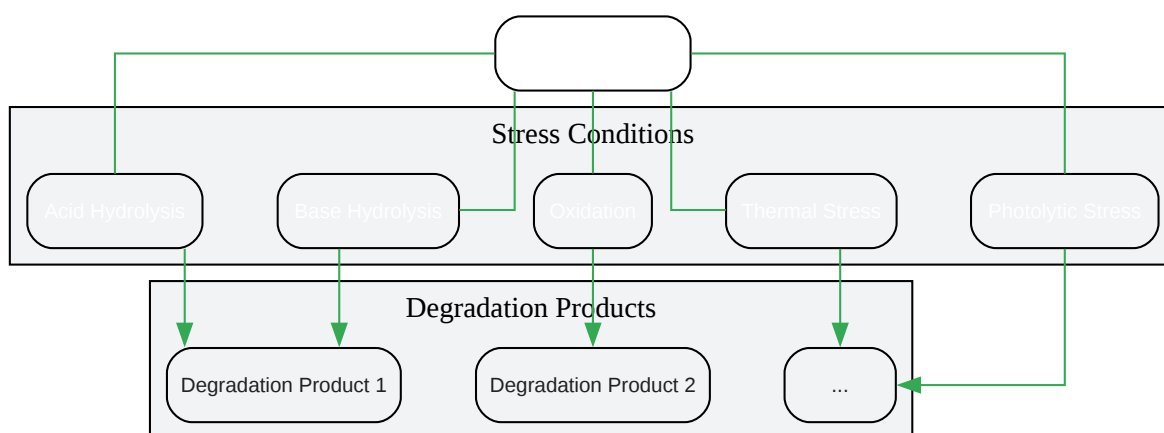 Stress Conditions
Acid Hydrolysis
Base Hydrolysis
Oxidation
Thermal Stress
Photolytic Stress
Degradation Products
Degradation Product 1
Degradation Product 2
...